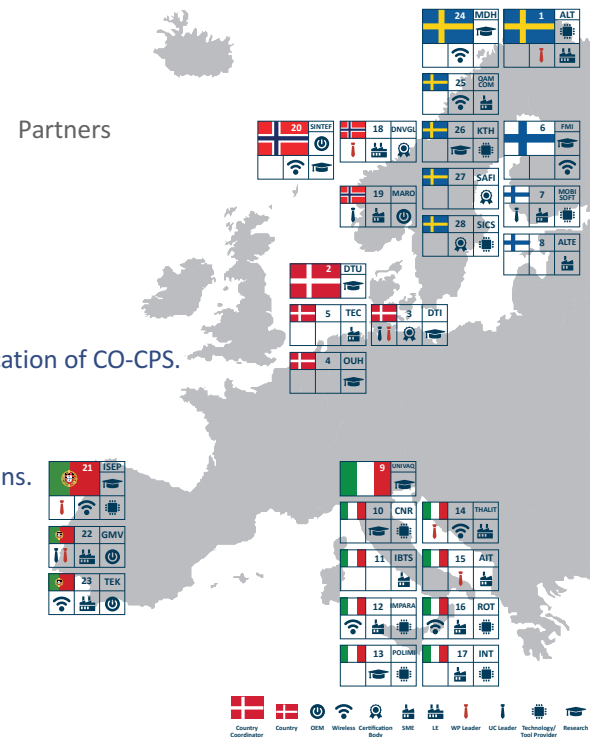 24 MDH
1 ALT
25 QAM COM
Partners
20 SINTEF
18 DNVGL
26 KTH
6 FMI
27 SAFI
19 MARO
7 MOBI SOFT
28 SICS
8 ALTE
2 DTU
5 TEC
3 DTI
cation of CO-CPS.
4 OUH
ns.
21 ISEP
9 UNIVAQ
10 CNR
14 THALIT
22 GMV
11 IBTS
15 AIT
23 TEK
12 MPARA
16 ROT
13 POLIMI
17 INT
Country Coordinator
Country
OEM
Wireless
Certification Body
SME
LE
WP Leader
UC Leader
Technology/ Tool Provider
Research